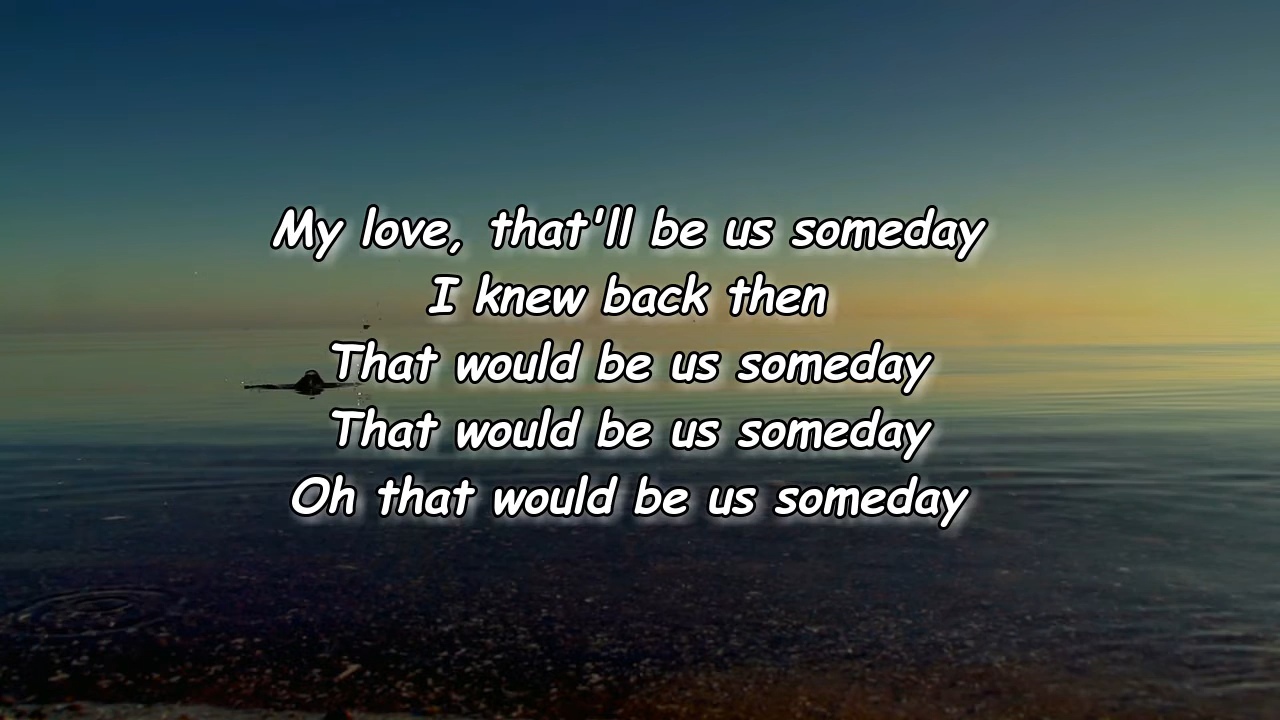 My love, that'll be us someday
I knew back then
That would be us someday
That would be us someday
Oh that would be us someday